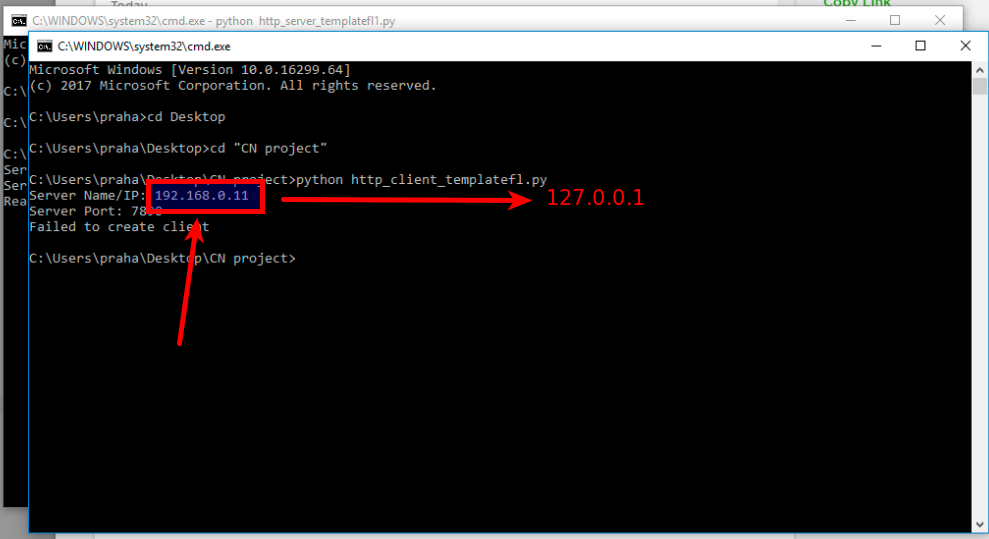 Today
Copy Link
C:\WINDOWS\system32\cmd.exe - python http_server_templatefl1.py
C:\WINDOWS\system32\cmd.exe
Mic
(c)
C:\
C:\
C:\
Ser
Ser
Rea
Microsoft Windows [Version 10.0.16299.64]
(c) 2017 Microsoft Corporation. All rights reserved.
C:\Users\praha>cd Desktop
C:\Users\praha\Desktop>cd "CN project"
C:\Users\praha\Desktop\CN project>python http_client_templatefl.py
Server Name/IP: 192.168.0.11
127.0.0.1
Server Port:
Failed to create client
C:\Users\praha\Desktop\CN project>